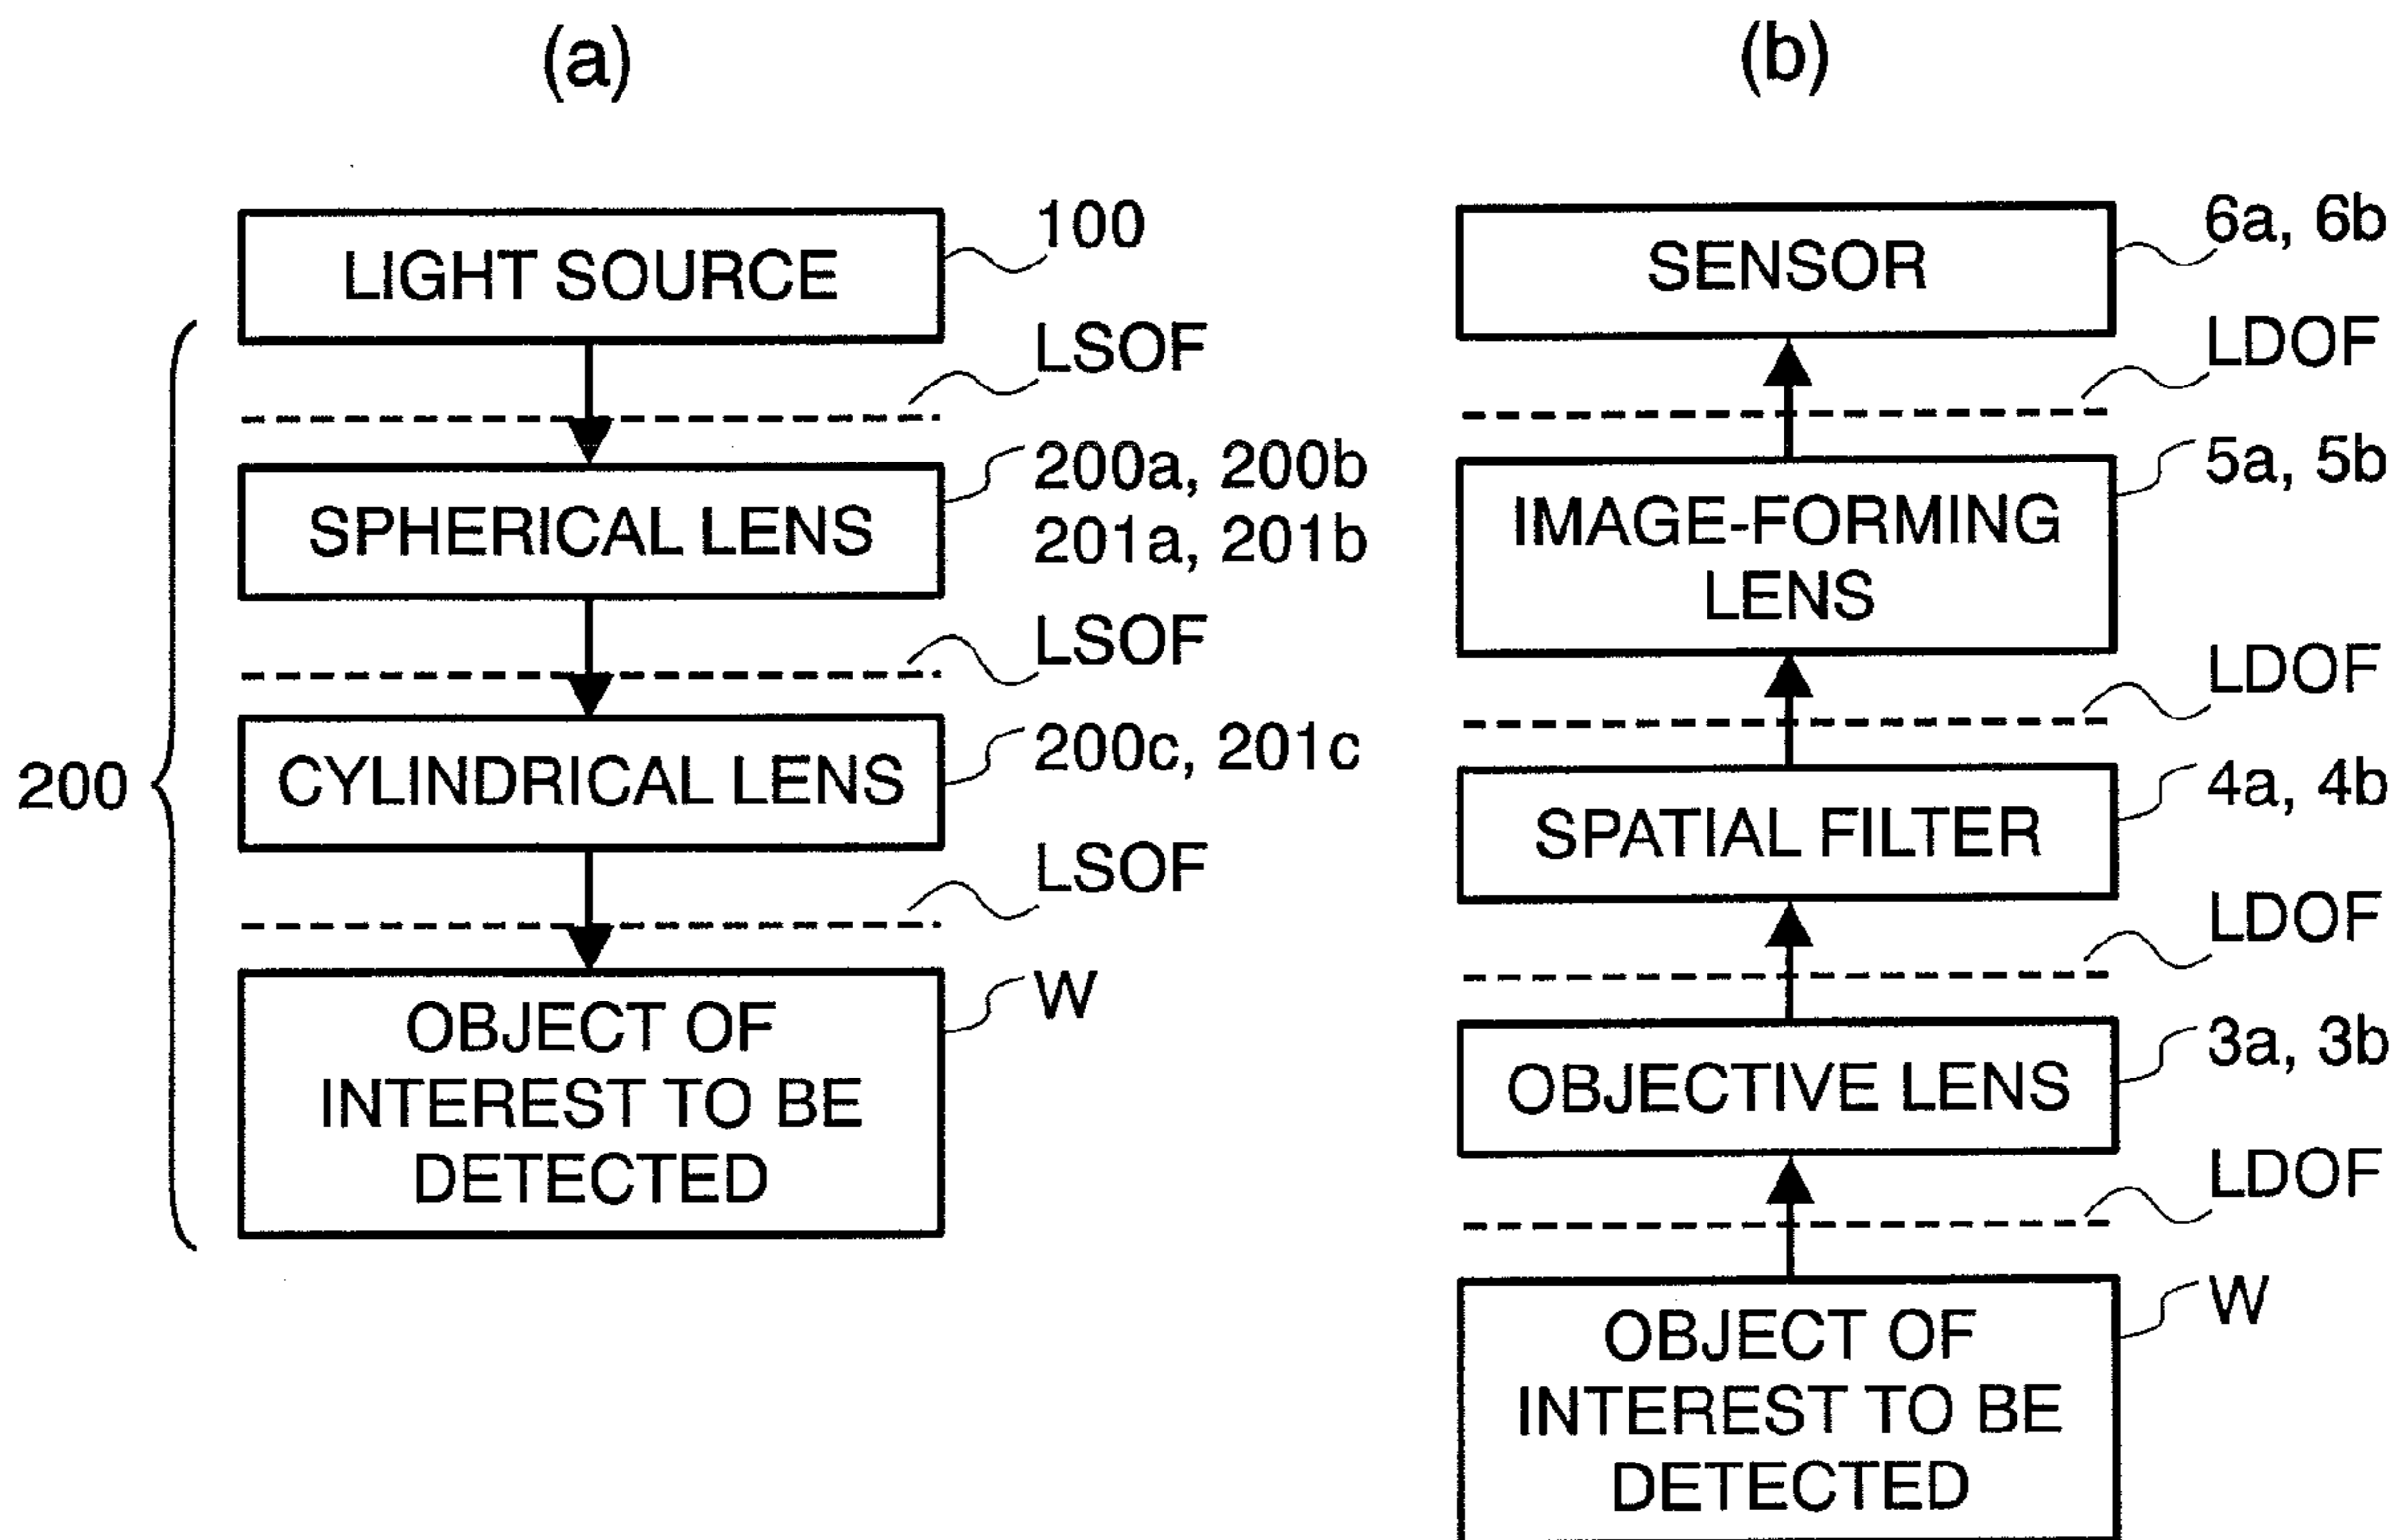 (a)
LIGHT SOURCE
100
LSOF
SPHERICAL LENS
200a, 200b
201a, 201b
LSOF
CYLINDRICAL LENS
200c, 201c
200
LSOF
OBJECT OF
INTEREST TO BE
DETECTED
W
(b)
SENSOR
6a, 6b
LDOF
IMAGE-FORMING
LENS
5a, 5b
LDOF
SPATIAL FILTER
4a, 4b
LDOF
OBJECTIVE LENS
3a, 3b
LDOF
OBJECT OF
INTEREST TO BE
DETECTED
W